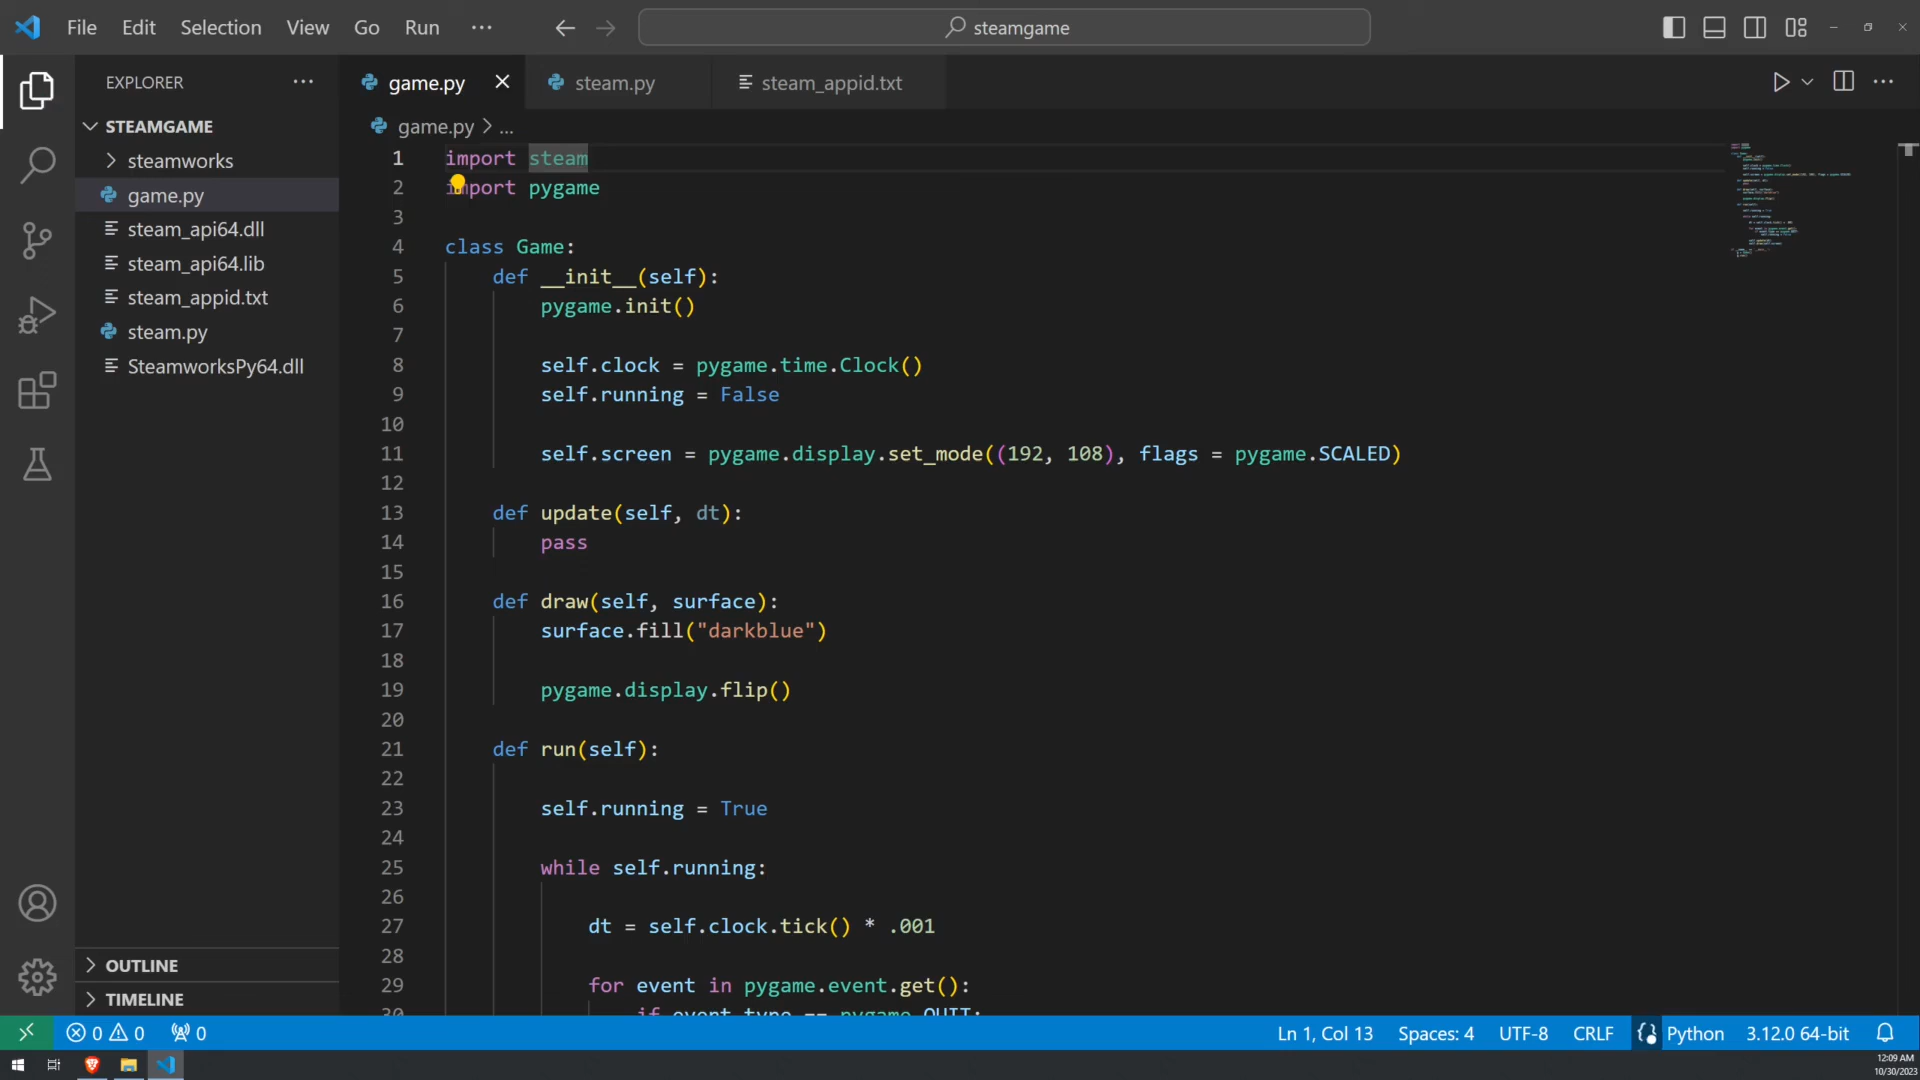 File Edit Selection View Go Run ···
steamgame
EXPLORER ···
STEAMGAME
steamworks
game.py
steam_api64.dll
steam_api64.lib
steam_appid.txt
steam.py
SteamworksPy64.dll
OUTLINE
TIMELINE
game.py steam.py steam_appid.txt
game.py > ...
1 import steam
2 import pygame
3
4 class Game:
5 def __init__(self):
6 pygame.init()
7
8 self.clock = pygame.time.Clock()
9 self.running = False
10
11 self.screen = pygame.display.set_mode((192, 108), flags = pygame.SCALED)
12
13 def update(self, dt):
14 pass
15
16 def draw(self, surface):
17 surface.fill("darkblue")
18
19 pygame.display.flip()
20
21 def run(self):
22
23 self.running = True
24
25 while self.running:
26
27 dt = self.clock.tick() * .001
28
29 for event in pygame.event.get():
30 if event.type == pygame.QUIT:
0 0 0 Ln 1, Col 13 Spaces: 4 UTF-8 CRLF Python 3.12.0 64-bit
12:09 AM
10/30/2023